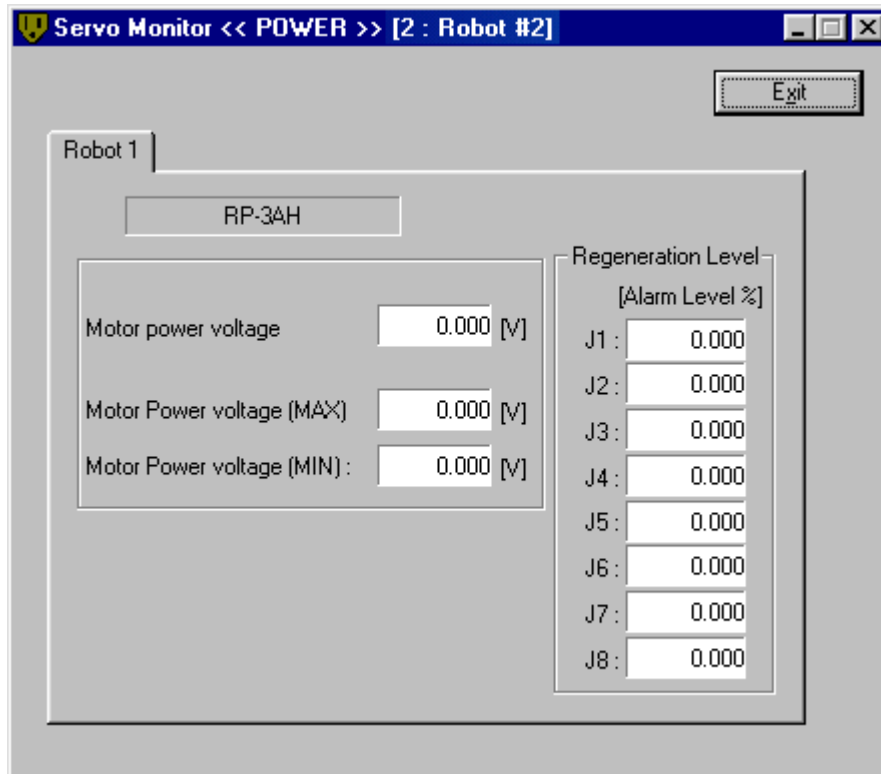 Servo Monitor << POWER >> [2 : Robot #2]
Exit
Robot 1
RP-3AH
Motor power voltage 0.000 [V]
Motor Power voltage (MAX) 0.000 [V]
Motor Power voltage (MIN) : 0.000 [V]
Regeneration Level
[Alarm Level %]
J1 : 0.000
J2 : 0.000
J3 : 0.000
J4 : 0.000
J5 : 0.000
J6 : 0.000
J7 : 0.000
J8 : 0.000